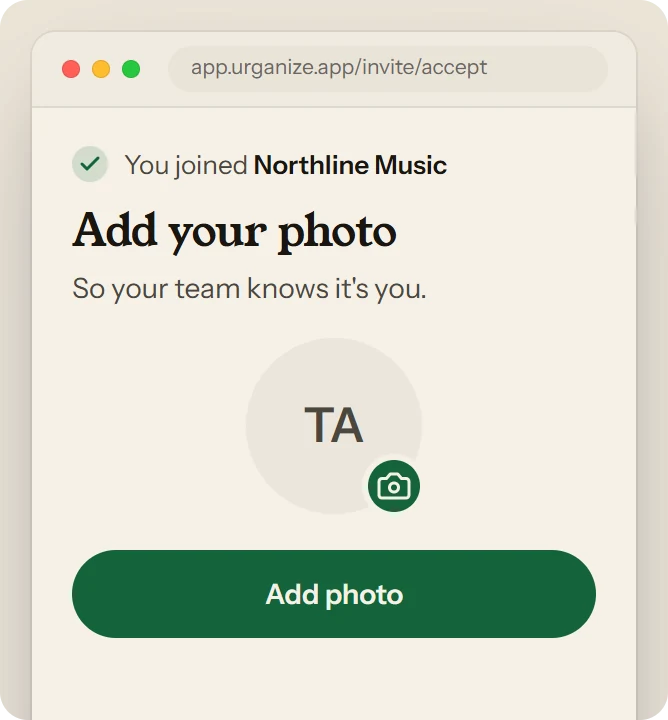 app.urganize.app/invite/accept
You joined Northline Music
Add your photo
So your team knows it's you.
TA
Add photo